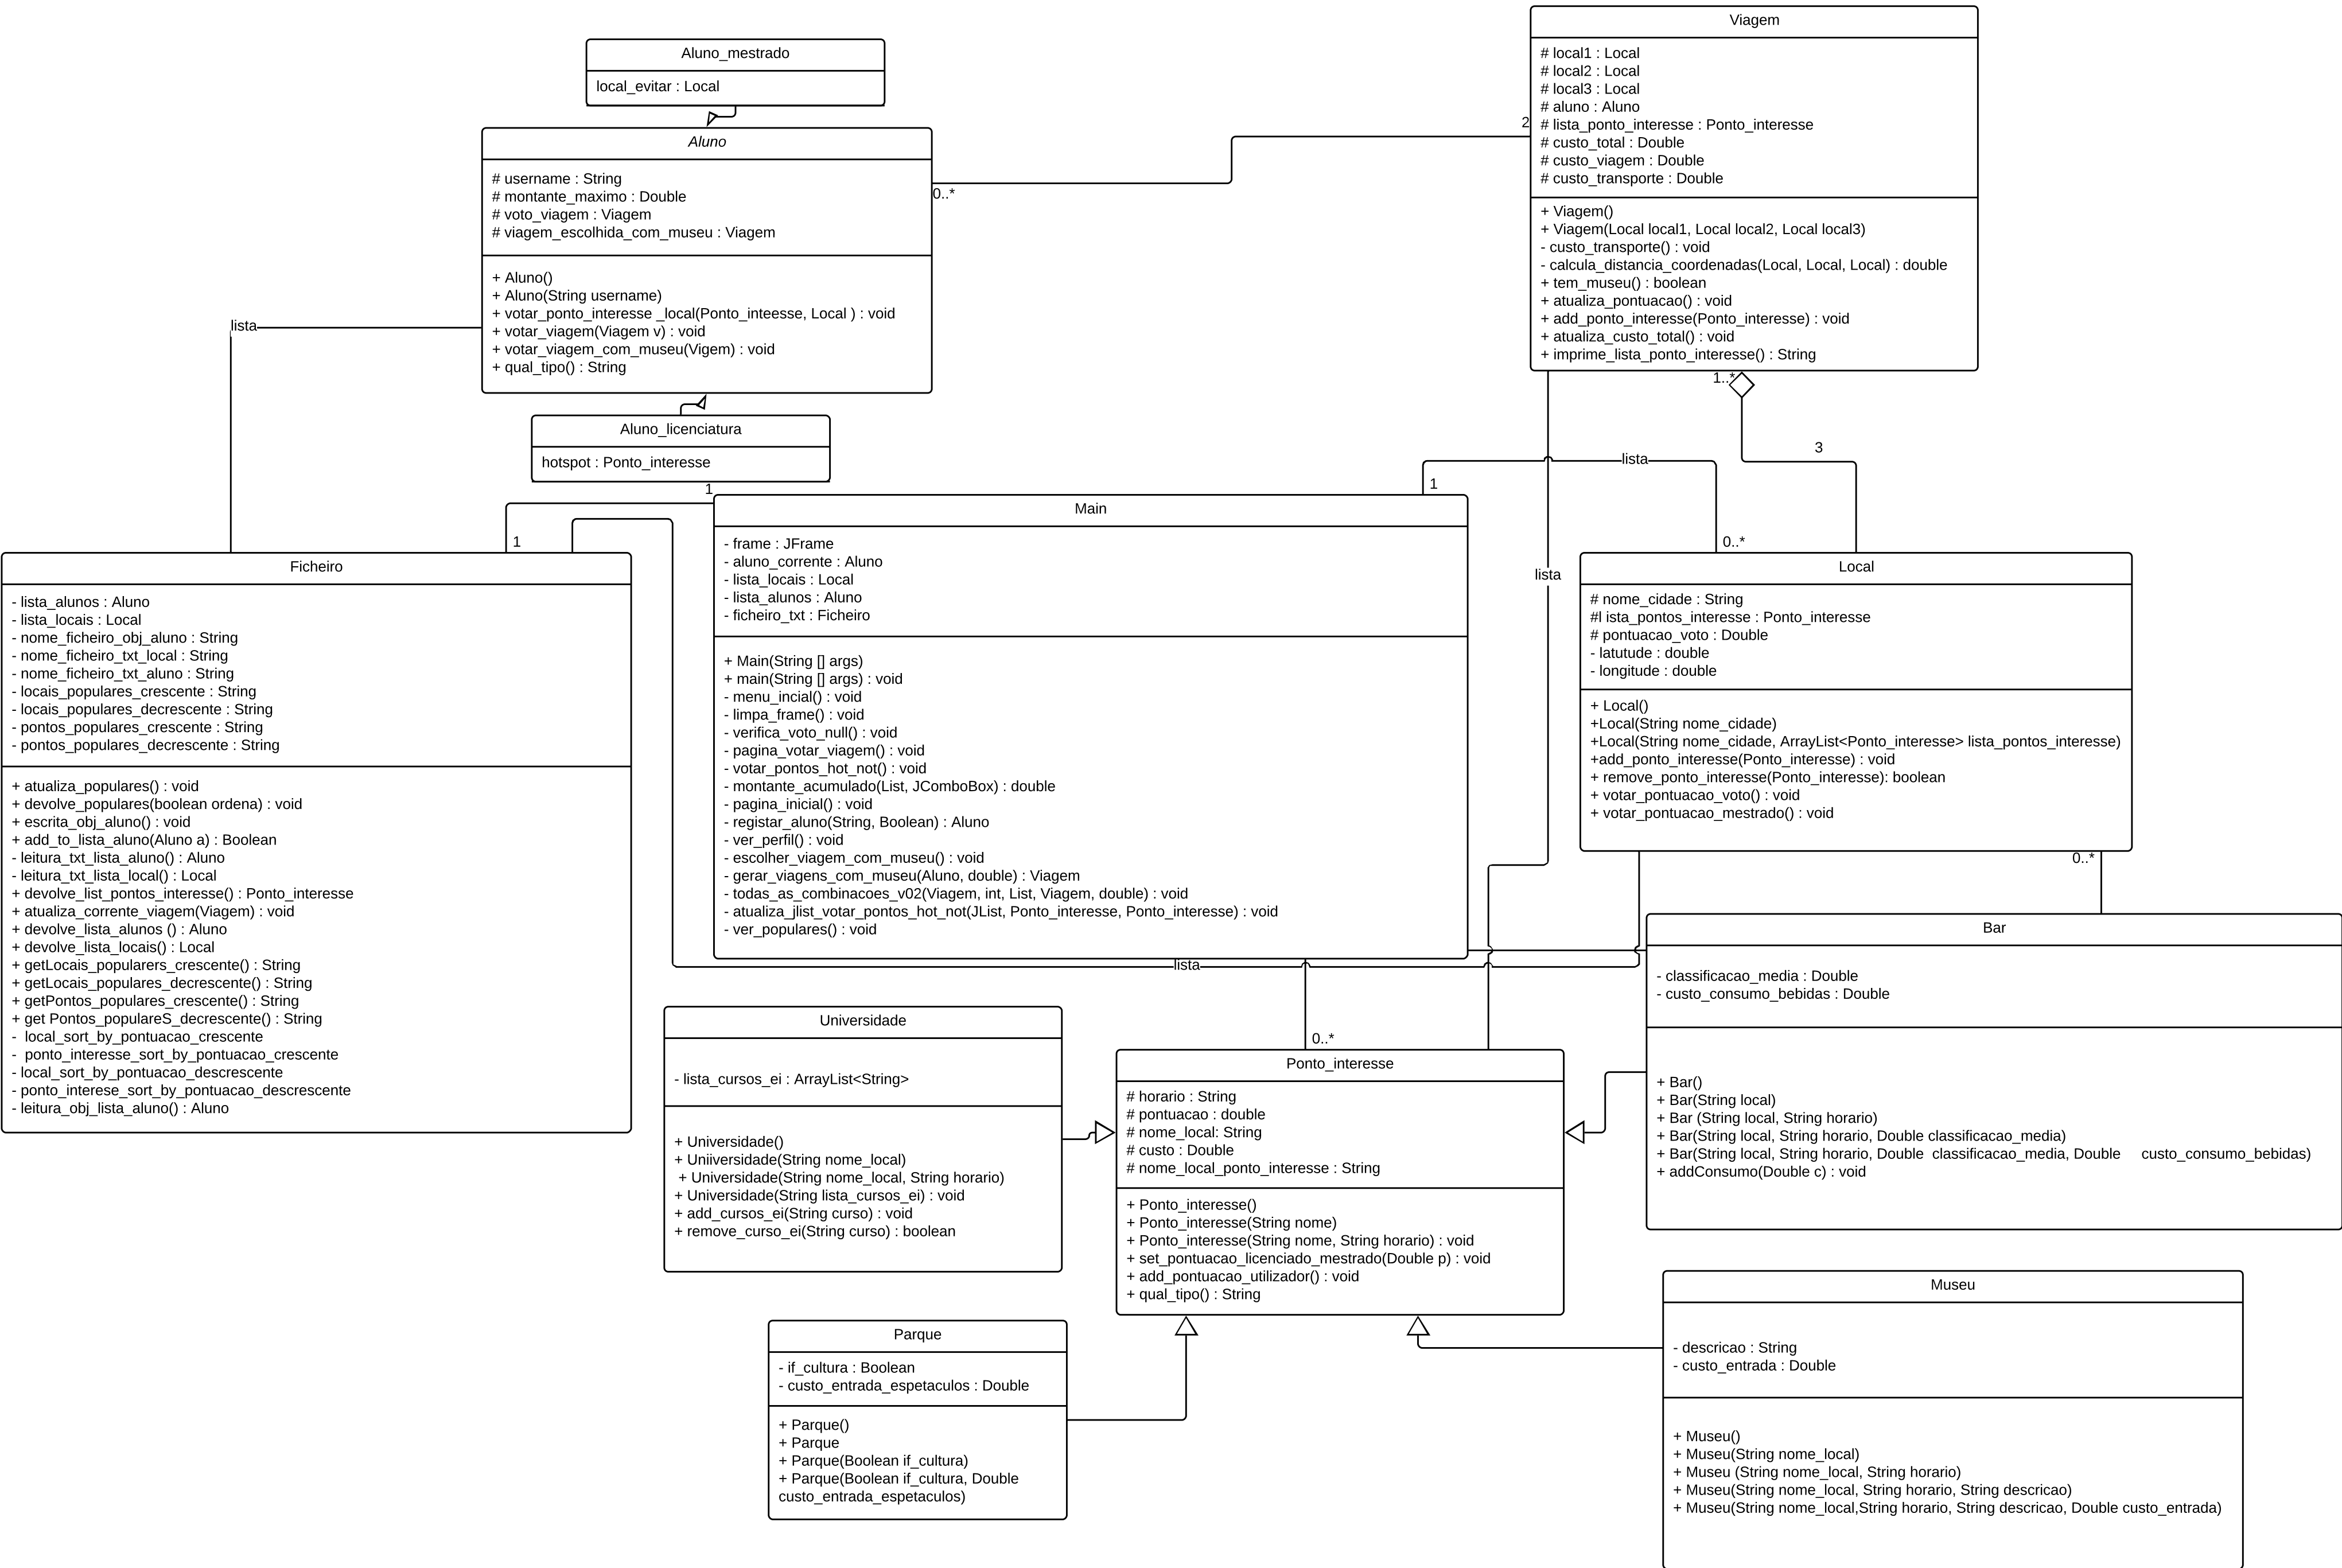 Viagem
# local1 : Local
# local2 : Local
# local3 : Local
# aluno : Aluno
# lista_ponto_interesse : Ponto_interesse
# custo_total : Double
# custo_viagem : Double
# custo_transporte : Double
+ Viagem()
+ Viagem(Local local1, Local local2, Local local3)
- custo_transporte() : void
- calcula_distancia_coordenadas(Local, Local, Local) : double
+ tem_museu() : boolean
+ atualiza_pontuacao() : void
+ add_ponto_interesse(Ponto_interesse) : void
+ atualiza_custo_total() : void
+ imprime_lista_ponto_interesse() : String
Aluno_mestrado
local_evitar : Local
Aluno
# username : String
# montante_maximo : Double
# voto_viagem : Viagem
# viagem_escolhida_com_museu : Viagem
+ Aluno()
+ Aluno(String username)
+ votar_ponto_interesse _local(Ponto_inteesse, Local ) : void
+ votar_viagem(Viagem v) : void
+ votar_viagem_com_museu(Vigem) : void
+ qual_tipo() : String
2
0..*
lista
Aluno_licenciatura
hotspot : Ponto_interesse
1..*
3
lista
1
1
1
0..*
lista
Main
- frame : JFrame
- aluno_corrente : Aluno
- lista_locais : Local
- lista_alunos : Aluno
- ficheiro_txt : Ficheiro
+ Main(String [] args)
+ main(String [] args) : void
- menu_incial() : void
- limpa_frame() : void
- verifica_voto_null() : void
- pagina_votar_viagem() : void
- votar_pontos_hot_not() : void
- montante_acumulado(List, JComboBox) : double
- pagina_inicial() : void
- registar_aluno(String, Boolean) : Aluno
- ver_perfil() : void
- escolher_viagem_com_museu() : void
- gerar_viagens_com_museu(Aluno, double) : Viagem
- todas_as_combinacoes_v02(Viagem, int, List, Viagem, double) : void
- atualiza_jlist_votar_pontos_hot_not(JList, Ponto_interesse, Ponto_interesse) : void
- ver_populares() : void
Ficheiro
- lista_alunos : Aluno
- lista_locais : Local
- nome_ficheiro_obj_aluno : String
- nome_ficheiro_txt_local : String
- nome_ficheiro_txt_aluno : String
- locais_populares_crescente : String
- locais_populares_decrescente : String
- pontos_populares_crescente : String
- pontos_populares_decrescente : String
+ atualiza_populares() : void
+ devolve_populares(boolean ordena) : void
+ escrita_obj_aluno() : void
+ add_to_lista_aluno(Aluno a) : Boolean
- leitura_txt_lista_aluno() : Aluno
- leitura_txt_lista_local() : Local
+ devolve_list_pontos_interesse() : Ponto_interesse
+ atualiza_corrente_viagem(Viagem) : void
+ devolve_lista_alunos () : Aluno
+ devolve_lista_locais() : Local
+ getLocais_popularers_crescente() : String
+ getLocais_populares_decrescente() : String
+ getPontos_populares_crescente() : String
+ get Pontos_populareS_decrescente() : String
-  local_sort_by_pontuacao_crescente
-  ponto_interesse_sort_by_pontuacao_crescente
- local_sort_by_pontuacao_descrescente
- ponto_interese_sort_by_pontuacao_descrescente
- leitura_obj_lista_aluno() : Aluno
Local
# nome_cidade : String
#l ista_pontos_interesse : Ponto_interesse
# pontuacao_voto : Double
- latutude : double
- longitude : double
+ Local()
+Local(String nome_cidade)
+Local(String nome_cidade, ArrayList<Ponto_interesse> lista_pontos_interesse)
+add_ponto_interesse(Ponto_interesse) : void
+ remove_ponto_interesse(Ponto_interesse): boolean
+ votar_pontuacao_voto() : void
+ votar_pontuacao_mestrado() : void
0..*
lista
Bar
- classificacao_media : Double
- custo_consumo_bebidas : Double
+ Bar()
+ Bar(String local)
+ Bar (String local, String horario)
+ Bar(String local, String horario, Double classificacao_media)
+ Bar(String local, String horario, Double  classificacao_media, Double     custo_consumo_bebidas)
+ addConsumo(Double c) : void
Universidade
- lista_cursos_ei : ArrayList<String>
+ Universidade()
+ Uniiversidade(String nome_local)
+ Universidade(String nome_local, String horario)
+ Universidade(String lista_cursos_ei) : void
+ add_cursos_ei(String curso) : void
+ remove_curso_ei(String curso) : boolean
0..*
Ponto_interesse
# horario : String
# pontuacao : double
# nome_local: String
# custo : Double
# nome_local_ponto_interesse : String
+ Ponto_interesse()
+ Ponto_interesse(String nome)
+ Ponto_interesse(String nome, String horario) : void
+ set_pontuacao_licenciado_mestrado(Double p) : void
+ add_pontuacao_utilizador() : void
+ qual_tipo() : String
Parque
- if_cultura : Boolean
- custo_entrada_espetaculos : Double
+ Parque()
+ Parque
+ Parque(Boolean if_cultura)
+ Parque(Boolean if_cultura, Double
custo_entrada_espetaculos)
Museu
- descricao : String
- custo_entrada : Double
+ Museu()
+ Museu(String nome_local)
+ Museu (String nome_local, String horario)
+ Museu(String nome_local, String horario, String descricao)
+ Museu(String nome_local,String horario, String descricao, Double custo_entrada)